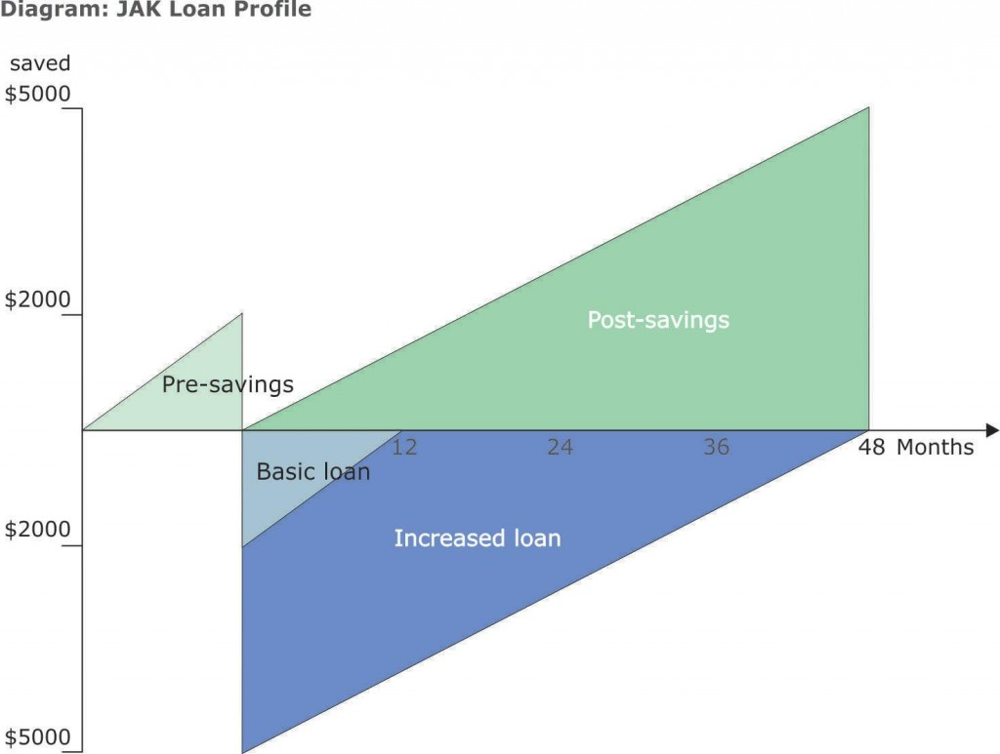 Diagram: JAK Loan Profile
saved
$5000
$2000
Post-savings
Pre-savings
12 24 36 48 Months
Basic loan
$2000
Increased loan
$5000